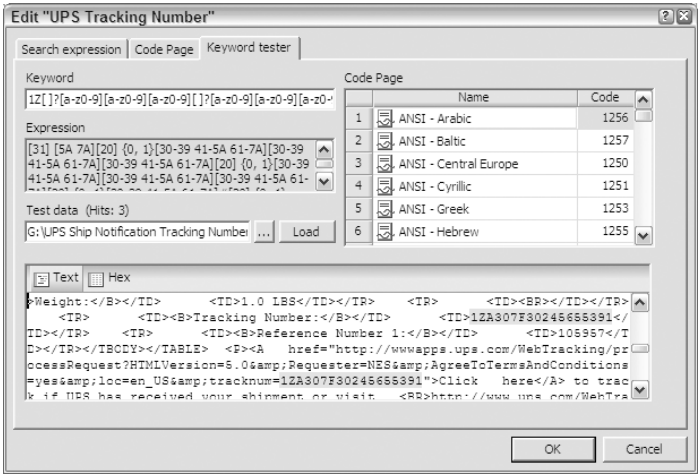 Edit "UPS Tracking Number"
Search expression Code Page Keyword tester
Keyword
1Z[ ]?[a-z0-9][a-z0-9][a-z0-9][ ]?[a-z0-9][a-z0-9][a-z0-
Expression
[31] [5A 7A][20] {0, 1}[30-39 41-5A 61-7A][30-39
41-5A 61-7A][30-39 41-5A 61-7A][20] {0, 1}[30-39
41-5A 61-7A][30-39 41-5A 61-7A][30-39 41-5A 61-
Test data (Hits: 3)
G:\UPS Ship Notification Tracking Number ... Load
Code Page
Name Code
1 ANSI - Arabic 1256
2 ANSI - Baltic 1257
3 ANSI - Central Europe 1250
4 ANSI - Cyrillic 1251
5 ANSI - Greek 1253
6 ANSI - Hebrew 1255
Text Hex
>Weight:</B></TD> <TD>1.0 LBS</TD></TR> <TR> <TD><BR></TD></TR>
<TR> <TD><B>Tracking Number:</B></TD> <TD>1ZA307F30245655391</
TD></TR> <TR> <TD><B>Reference Number 1:</B></TD> <TD>105957</T
D></TR></TBODY></TABLE> <P><A href="http://wwwapps.ups.com/WebTracking/pr
ocessRequest?HTMLVersion=5.0&amp;Requester=NES&amp;AgreeToTermsAndConditions
=yes&amp;loc=en_US&amp;tracknum=1ZA307F30245655391">Click here</A> to trac
k if UPS has received your shipment or visit <BR>http://www.ups.com/WebTra
OK Cancel